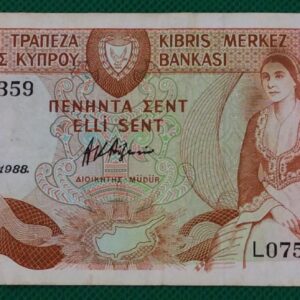 ΤΡΑΠΕΖΑ KIBRIS MERKEZ
Σ ΚΥΠΡΟΥ BANKASI
359
ΠΕΝΗΝΤΑ ΣΕΝΤ
ELLİ SENT
1988.
ΔΙΟΙΚΗΤΗΣ - MÜDÜR
L075